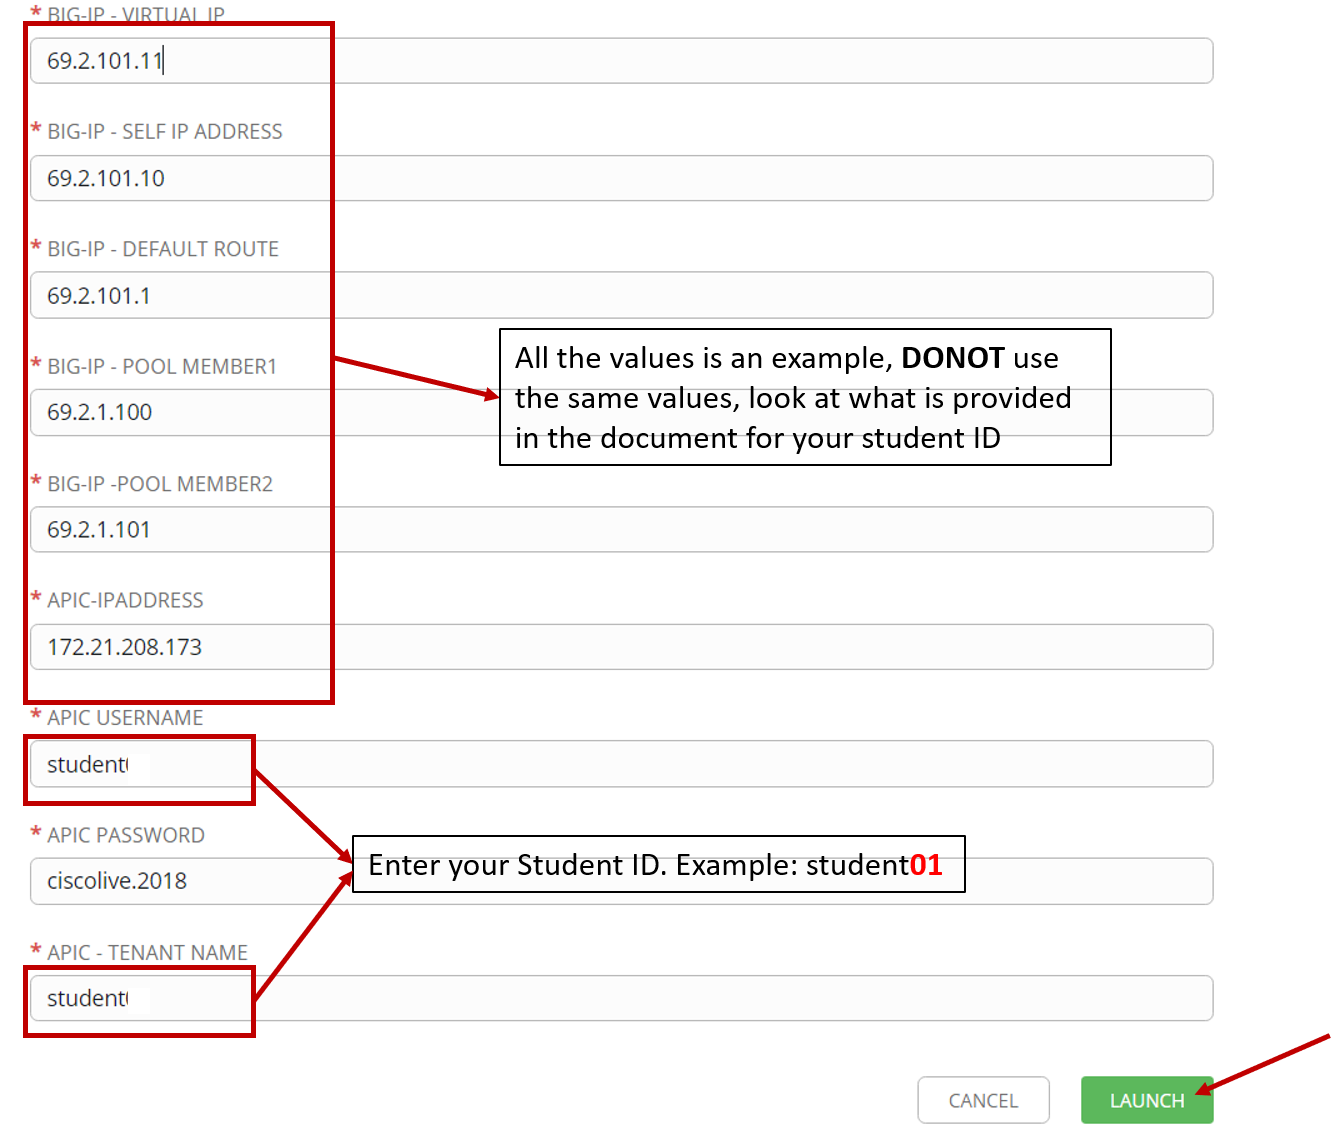 * BIG-IP - VIRTUAL IP
69.2.101.11
* BIG-IP - SELF IP ADDRESS
69.2.101.10
* BIG-IP - DEFAULT ROUTE
69.2.101.1
* BIG-IP - POOL MEMBER1
69.2.1.100
All the values is an example, DONOT use
the same values, look at what is provided
in the document for your student ID
* BIG-IP -POOL MEMBER2
69.2.1.101
* APIC-IPADDRESS
172.21.208.173
* APIC USERNAME
student
* APIC PASSWORD
ciscolive.2018
Enter your Student ID. Example: student01
* APIC - TENANT NAME
student
CANCEL
LAUNCH